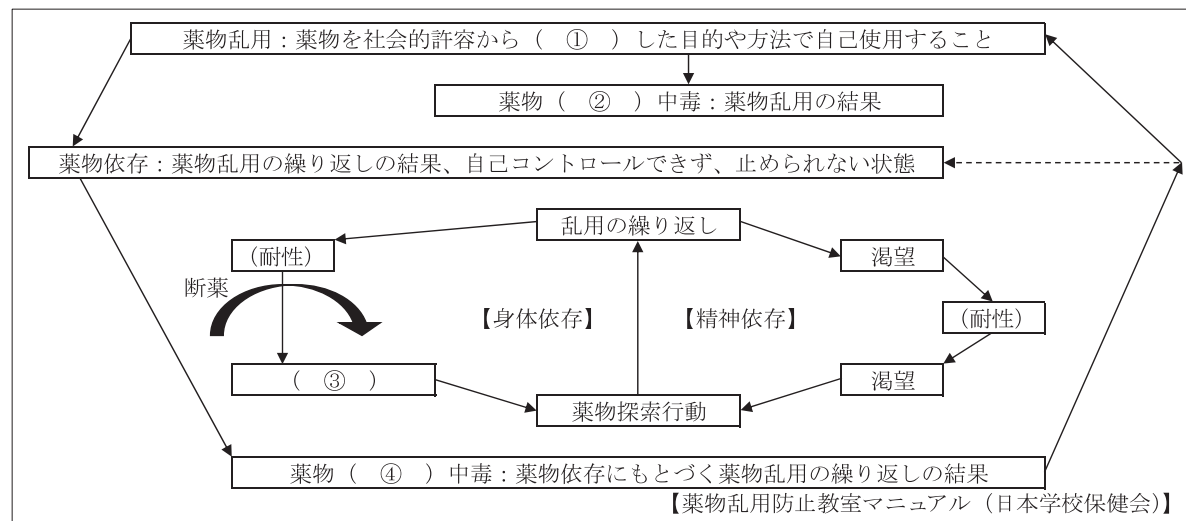 薬物乱用：薬物を社会的許容から（　①　）した目的や方法で自己使用すること
薬物（　②　）中毒：薬物乱用の結果
薬物依存：薬物乱用の繰り返しの結果、自己コントロールできず、止められない状態
乱用の繰り返し
(耐性)
渇望
断薬
【身体依存】
【精神依存】
(耐性)
（　③　）
渇望
薬物探索行動
薬物（　④　）中毒：薬物依存にもとづく薬物乱用の繰り返しの結果
【薬物乱用防止教室マニュアル（日本学校保健会）】